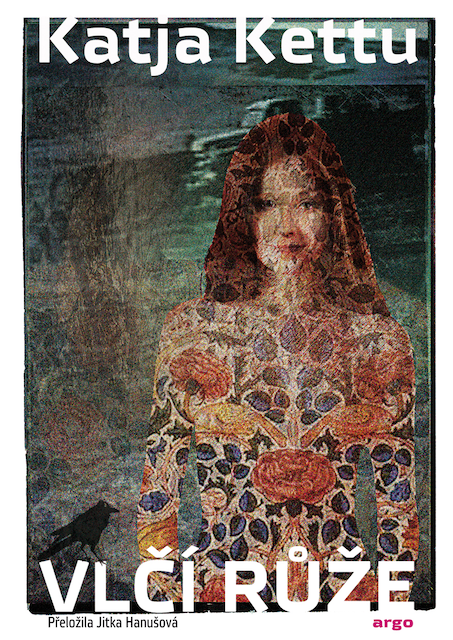 Katja Kettu
VLČÍ RŮŽE
Přeložila Jitka Hanušová
argo